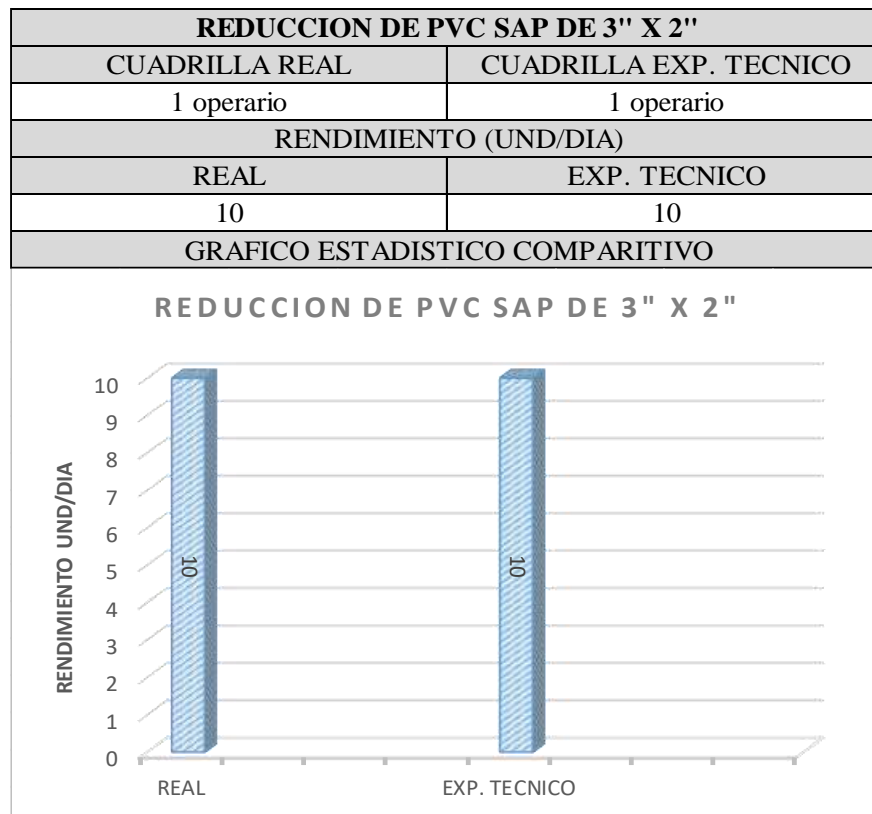 REDUCCION DE PVC SAP DE 3'' X 2''
CUADRILLA REAL CUADRILLA EXP. TECNICO
1 operario 1 operario
RENDIMIENTO (UND/DIA)
REAL EXP. TECNICO
10 10
GRAFICO ESTADISTICO COMPARITIVO
REDUCCION DE PVC SAP DE 3" X 2"
RENDIMIENTO UND/DIA
10
9
8
7
6
5
4
3
2
1
0
10 10
REAL EXP. TECNICO